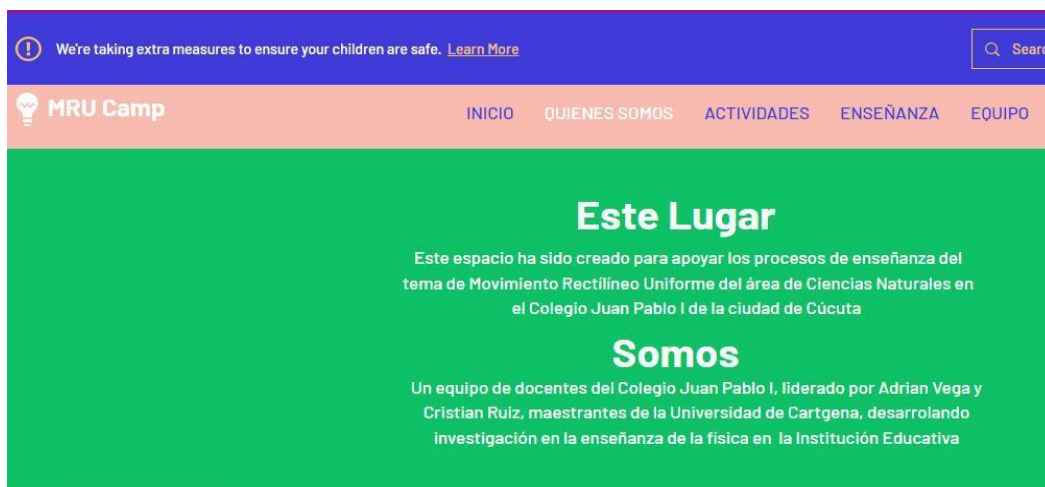 We're taking extra measures to ensure your children are safe. Learn More
MRU Camp
INICIO QUIENES SOMOS ACTIVIDADES ENSEÑANZA EQUIPO
Este Lugar
Este espacio ha sido creado para apoyar los procesos de enseñanza del
tema de Movimiento Rectilíneo Uniforme del área de Ciencias Naturales en
el Colegio Juan Pablo I de la ciudad de Cúcuta
Somos
Un equipo de docentes del Colegio Juan Pablo I, liderado por Adrian Vega y
Cristian Ruiz, maestrantes de la Universidad de Cartgena, desarrolando
investigación en la enseñanza de la física en la Institución Educativa